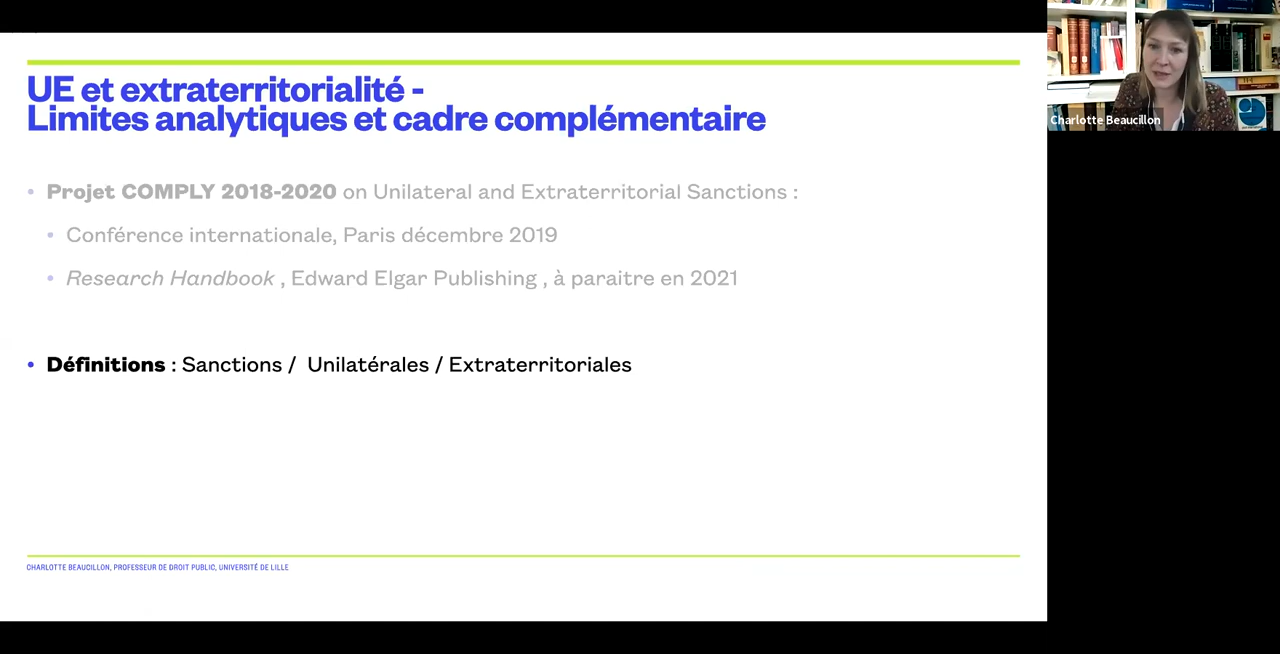 UE et extraterritorialité -
Limites analytiques et cadre complémentaire
• Projet COMPLY 2018-2020 on Unilateral and Extraterritorial Sanctions :
• Conférence internationale, Paris décembre 2019
• Research Handbook , Edward Elgar Publishing , à paraitre en 2021
• Définitions : Sanctions / Unilatérales / Extraterritoriales
CHARLOTTE BEAUCILLON, PROFESSEUR DE DROIT PUBLIC, UNIVERSITÉ DE LILLE
Charlotte Beaucillon